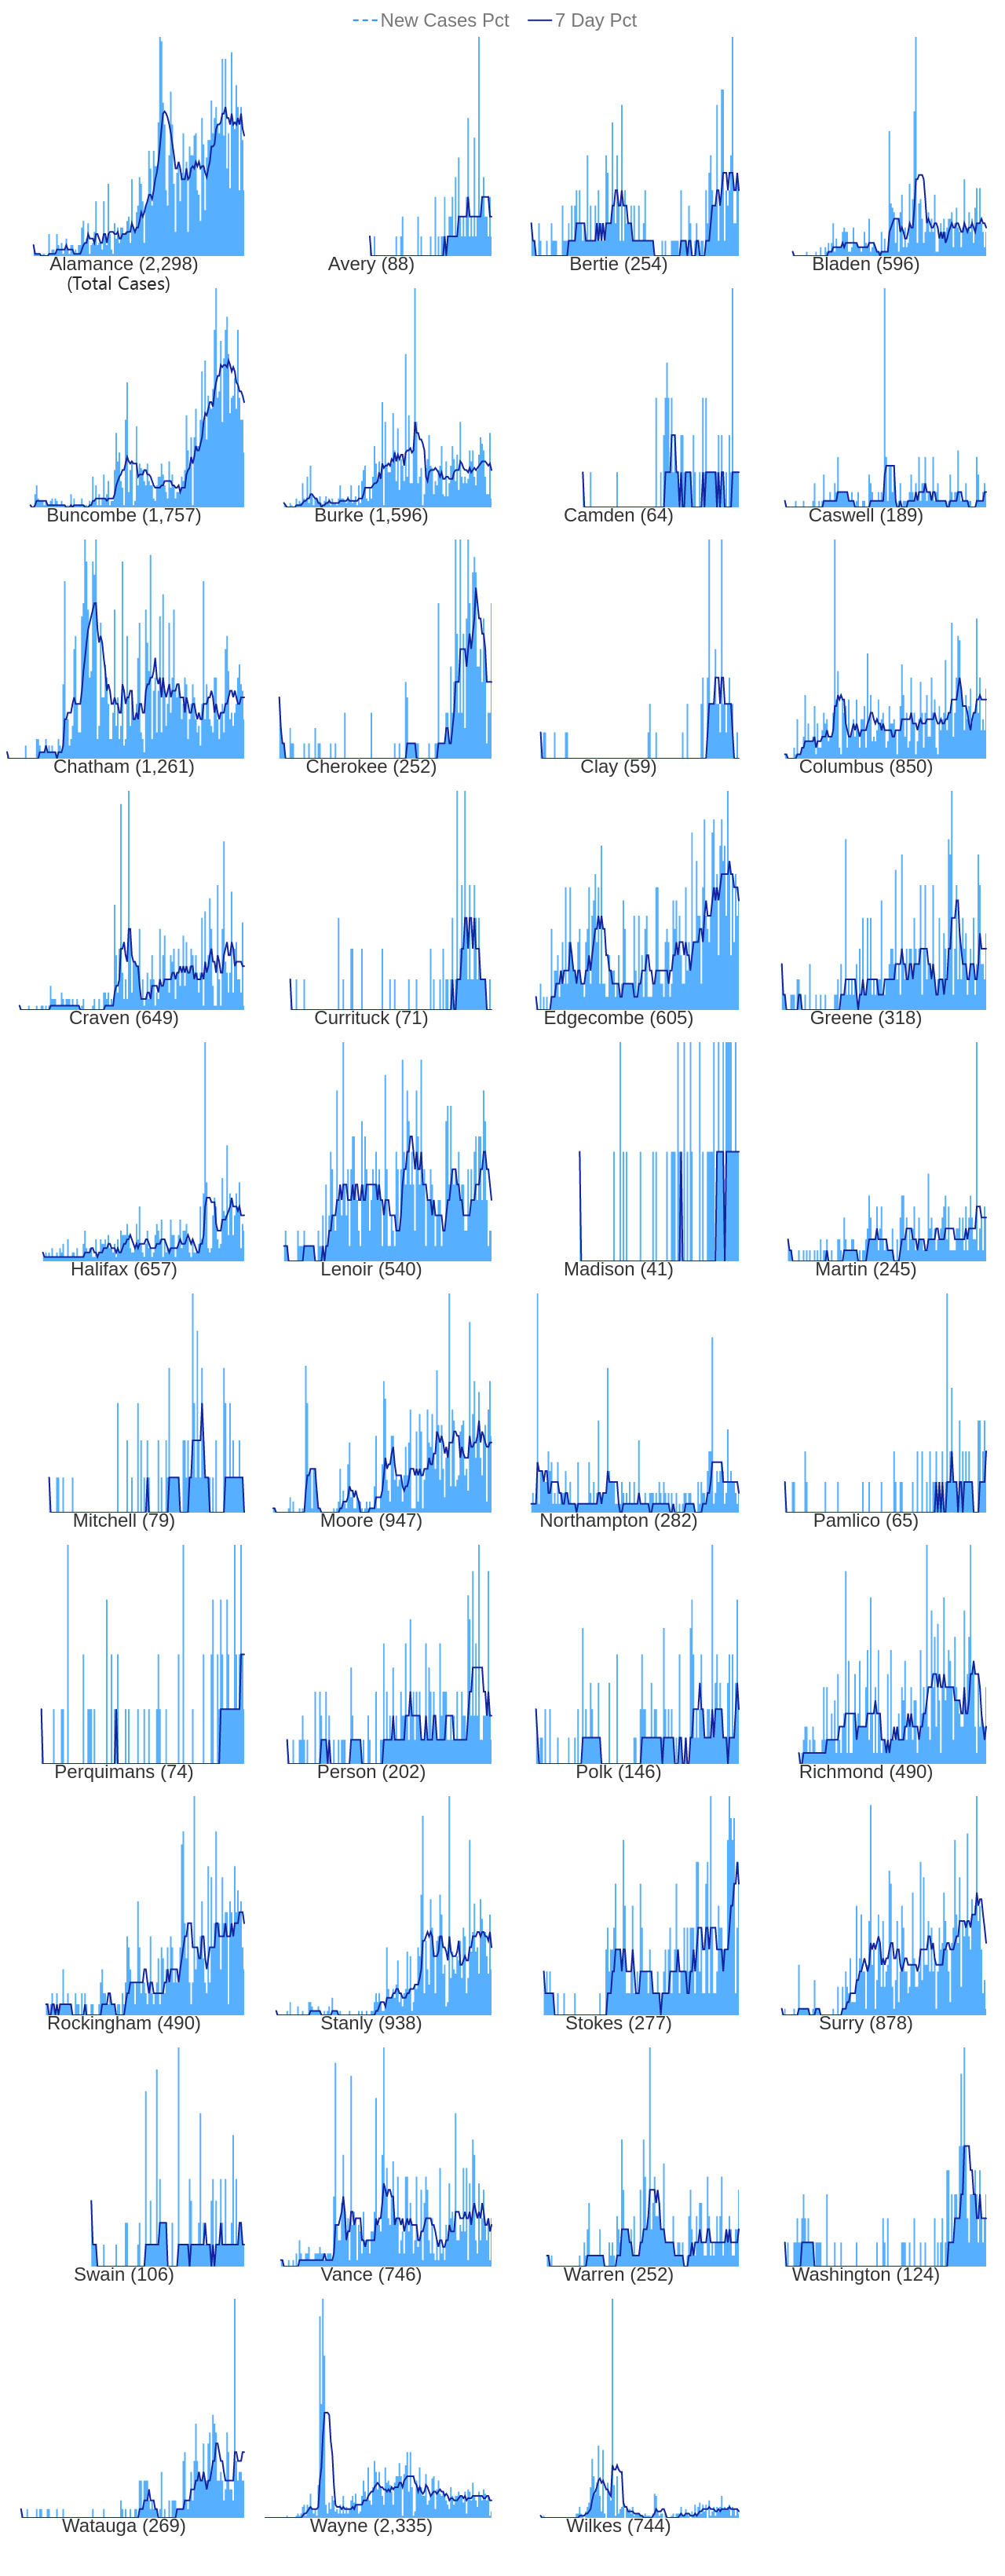 New Cases Pct 7 Day Pct
Alamance (2,298) Avery (88) Bertie (254) Bladen (596)
(Total Cases)
Buncombe (1,757) Burke (1,596) Camden (64) Caswell (189)
Chatham (1,261) Cherokee (252) Clay (59) Columbus (850)
Craven (649) Currituck (71) Edgecombe (605) Greene (318)
Halifax (657) Lenoir (540) Madison (41) Martin (245)
Mitchell (79) Moore (947) Northampton (282) Pamlico (65)
Perquimans (74) Person (202) Polk (146) Richmond (490)
Rockingham (490) Stanly (938) Stokes (277) Surry (878)
Swain (106) Vance (746) Warren (252) Washington (124)
Watauga (269) Wayne (2,335) Wilkes (744)